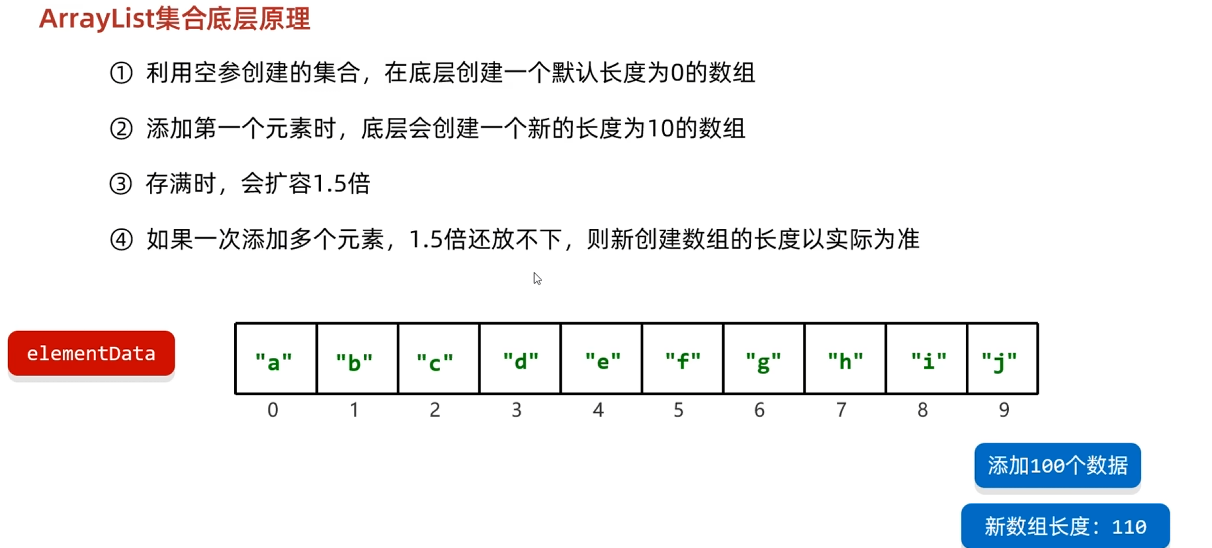 ArrayList集合底层原理
① 利用空参创建的集合，在底层创建一个默认长度为0的数组
② 添加第一个元素时，底层会创建一个新的长度为10的数组
③ 存满时，会扩容1.5倍
④ 如果一次添加多个元素，1.5倍还放不下，则新创建数组的长度以实际为准
elementData "a" "b" "c" "d" "e" "f" "g" "h" "i" "j"
0 1 2 3 4 5 6 7 8 9
添加100个数据
新数组长度：110